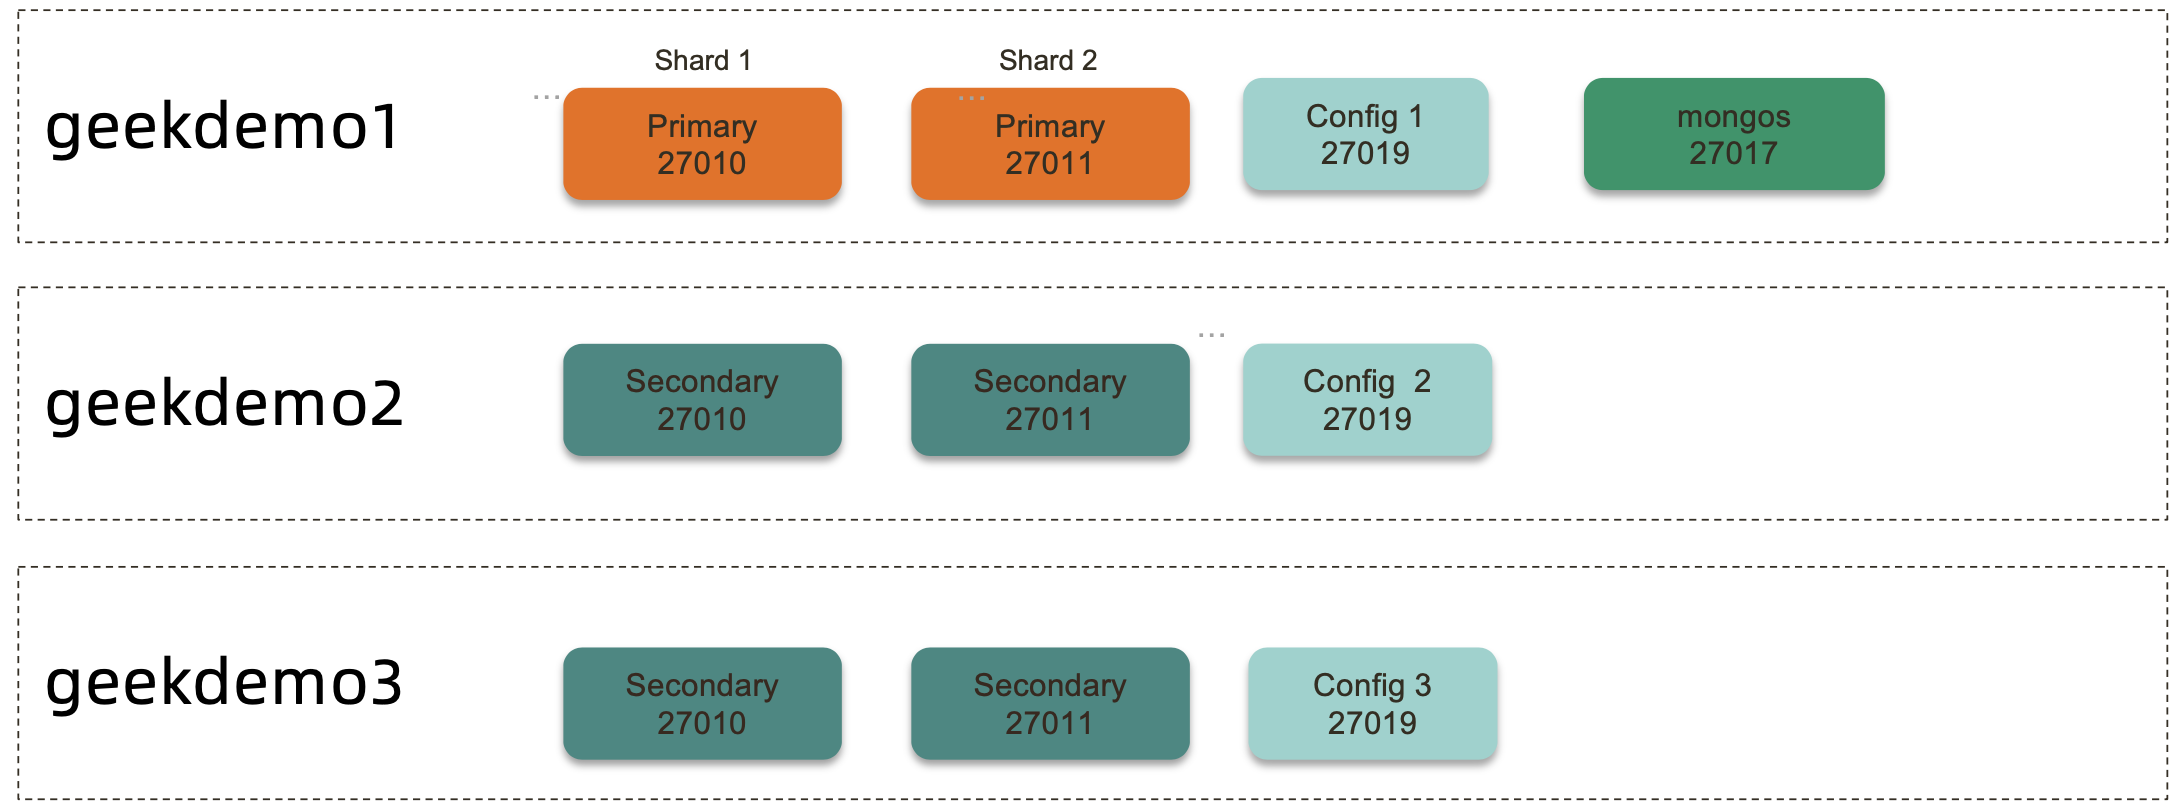 geekdemo1
Shard 1
Shard 2
...
Primary
27010
...
Primary
27011
Config 1
27019
mongos
27017
geekdemo2
Secondary
27010
Secondary
27011
...
Config  2
27019
geekdemo3
Secondary
27010
Secondary
27011
Config 3
27019